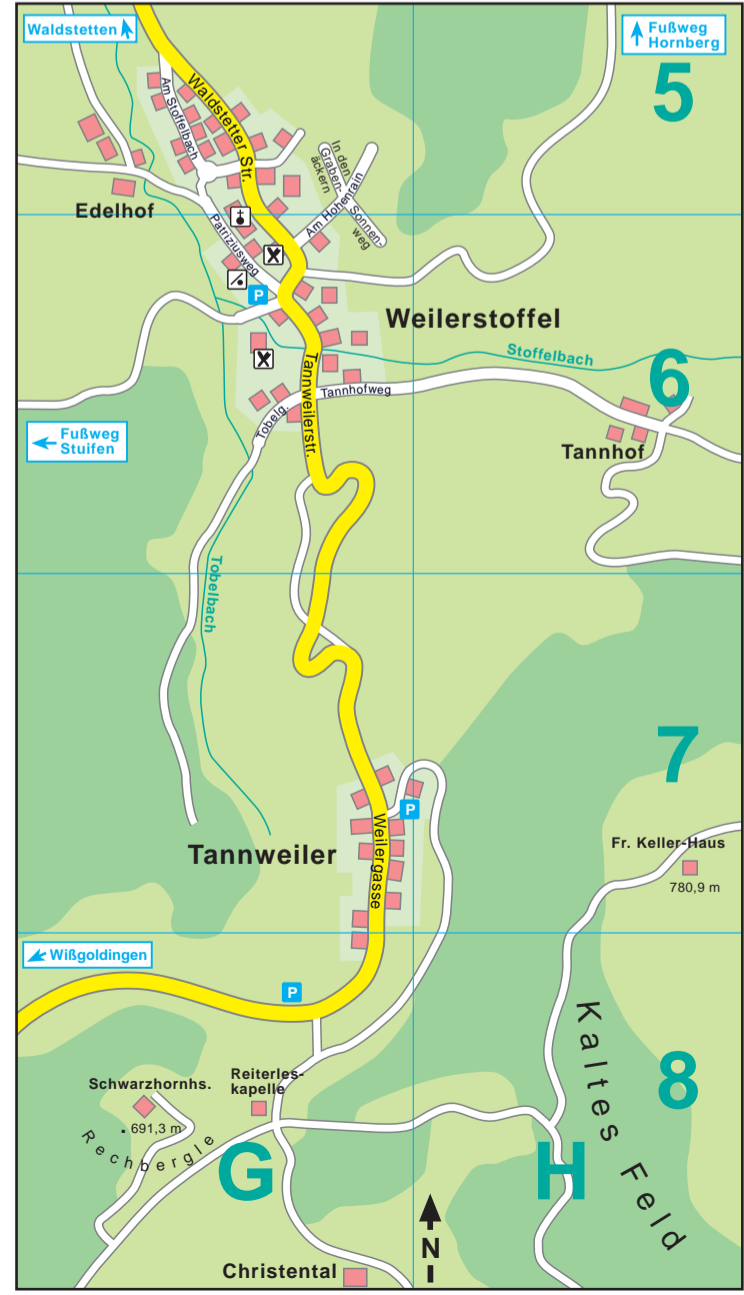 Waldstetten
Fußweg
Hornberg
5
Am Stoffelbach
Waldstetter Str.
In den
Graben-
äckern
Sonnen-
weg
Am Hohenrain
Edelhof
Patriziusweg
P
Weilerstoffel
Stoffelbach
6
Tannhofweg
Tannweilerstr.
Tobelg.
Fußweg
Stuifen
Tannhof
Tobelbach
7
P
Tannweiler
Weilergasse
Fr. Keller-Haus
780,9 m
Wißgoldingen
P
Kaltes Feld
8
Schwarzhornhs.
Reiterles-
kapelle
691,3 m
Rechbergle
G
H
N
Christental